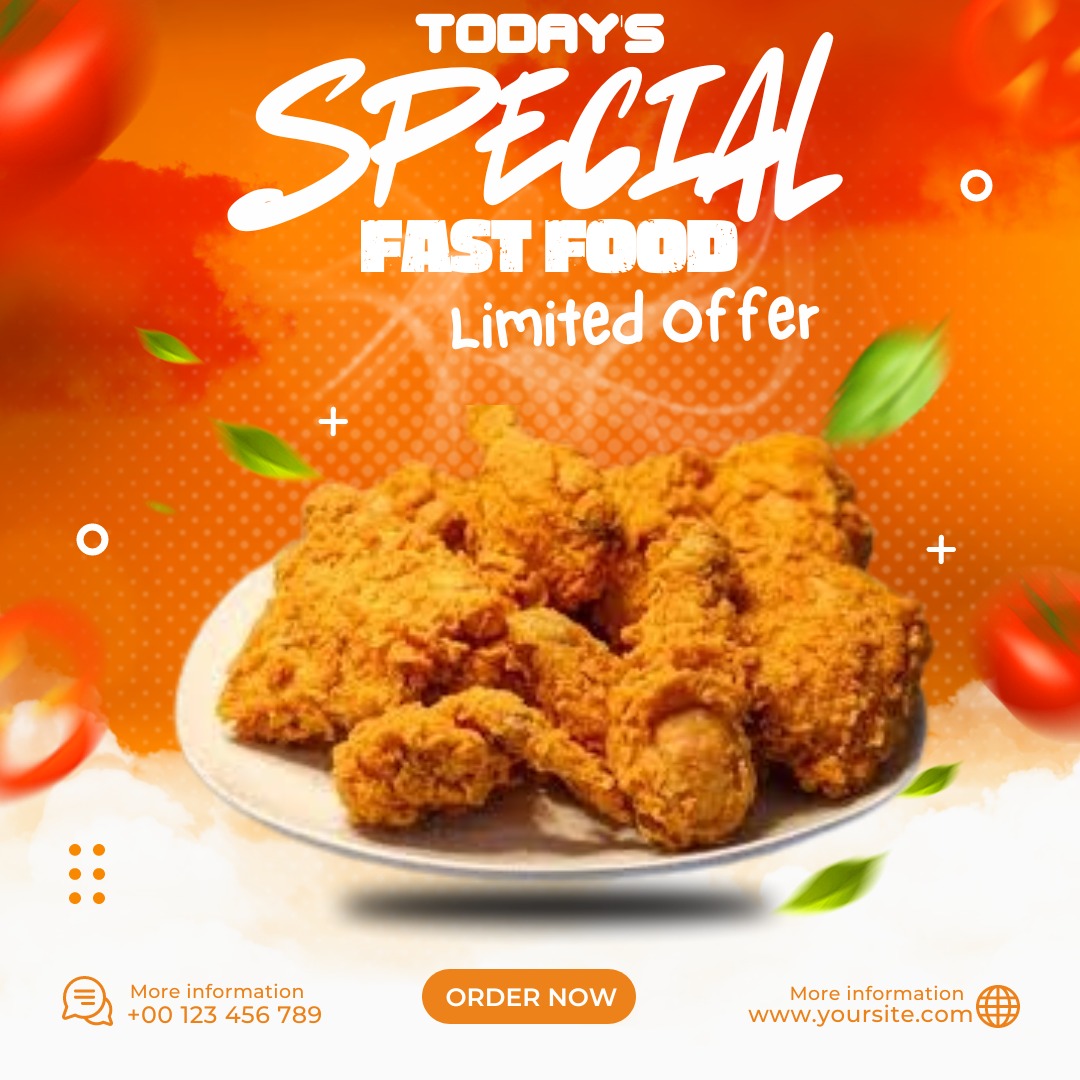 TODAY'S
SPECIAL
FAST FOOD
Limited Offer
More information
+00 123 456 789
ORDER NOW
More information
www.yoursite.com